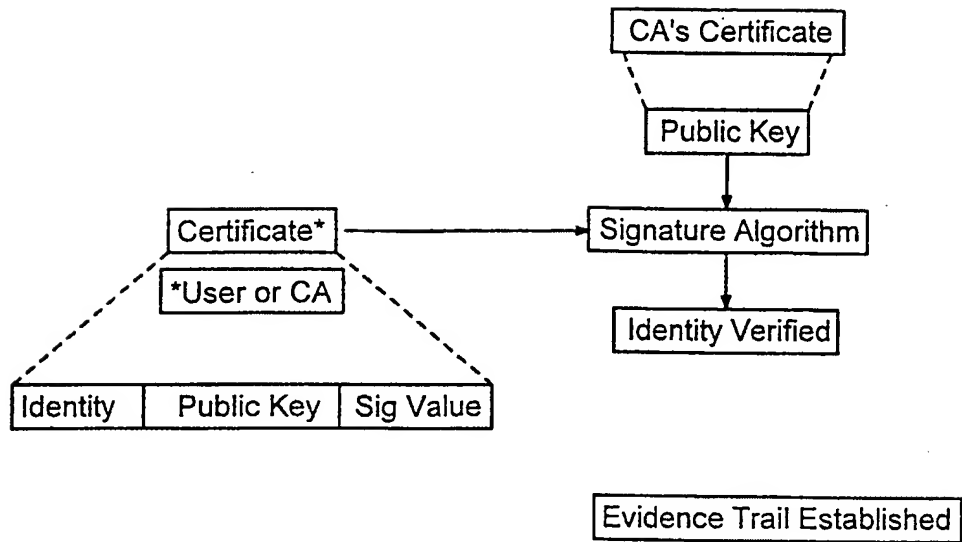 CA's Certificate
Public Key
Certificate*
Signature Algorithm
*User or CA
Identity Verified
Identity
Public Key
Sig Value
Evidence Trail Established